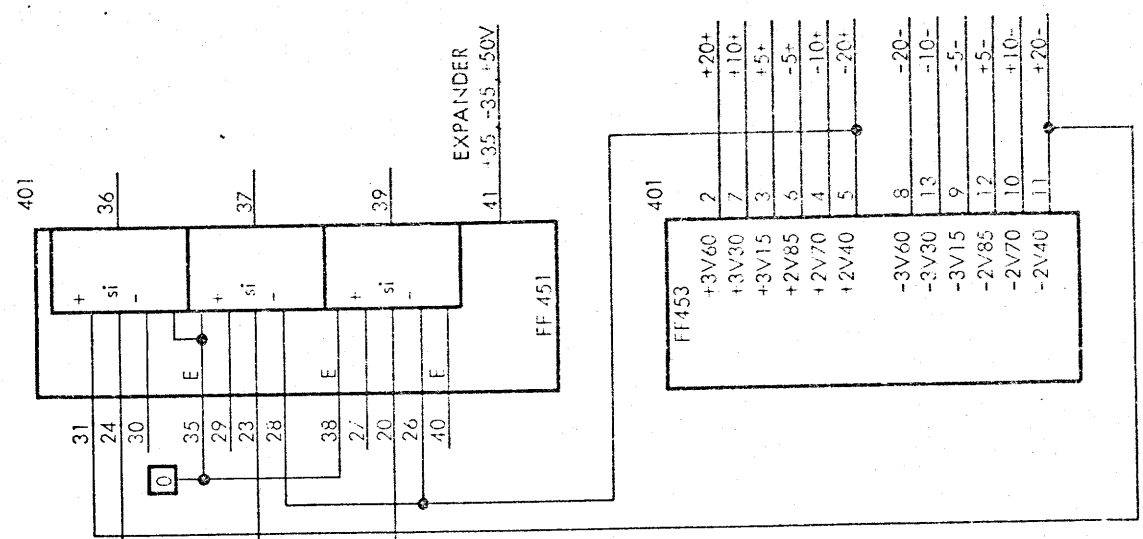 401
36
37
39
41
EXPANDER
+35 -35 +50V
+
si
-
+
si
-
+
si
-
E
E
E
FF 451
31
24
30
35
29
23
28
38
27
20
26
40
0
401
FF453
+3V60 2 +20+
+3V30 7 +10+
+3V15 3 +5+
+2V85 6 -5+
+2V70 4 -10+
+2V40 5 -20+
-3V60 8 -20-
-3V30 13 -10-
-3V15 9 -5-
-2V85 12 +5-
-2V70 10 +10-
-2V40 11 +20-